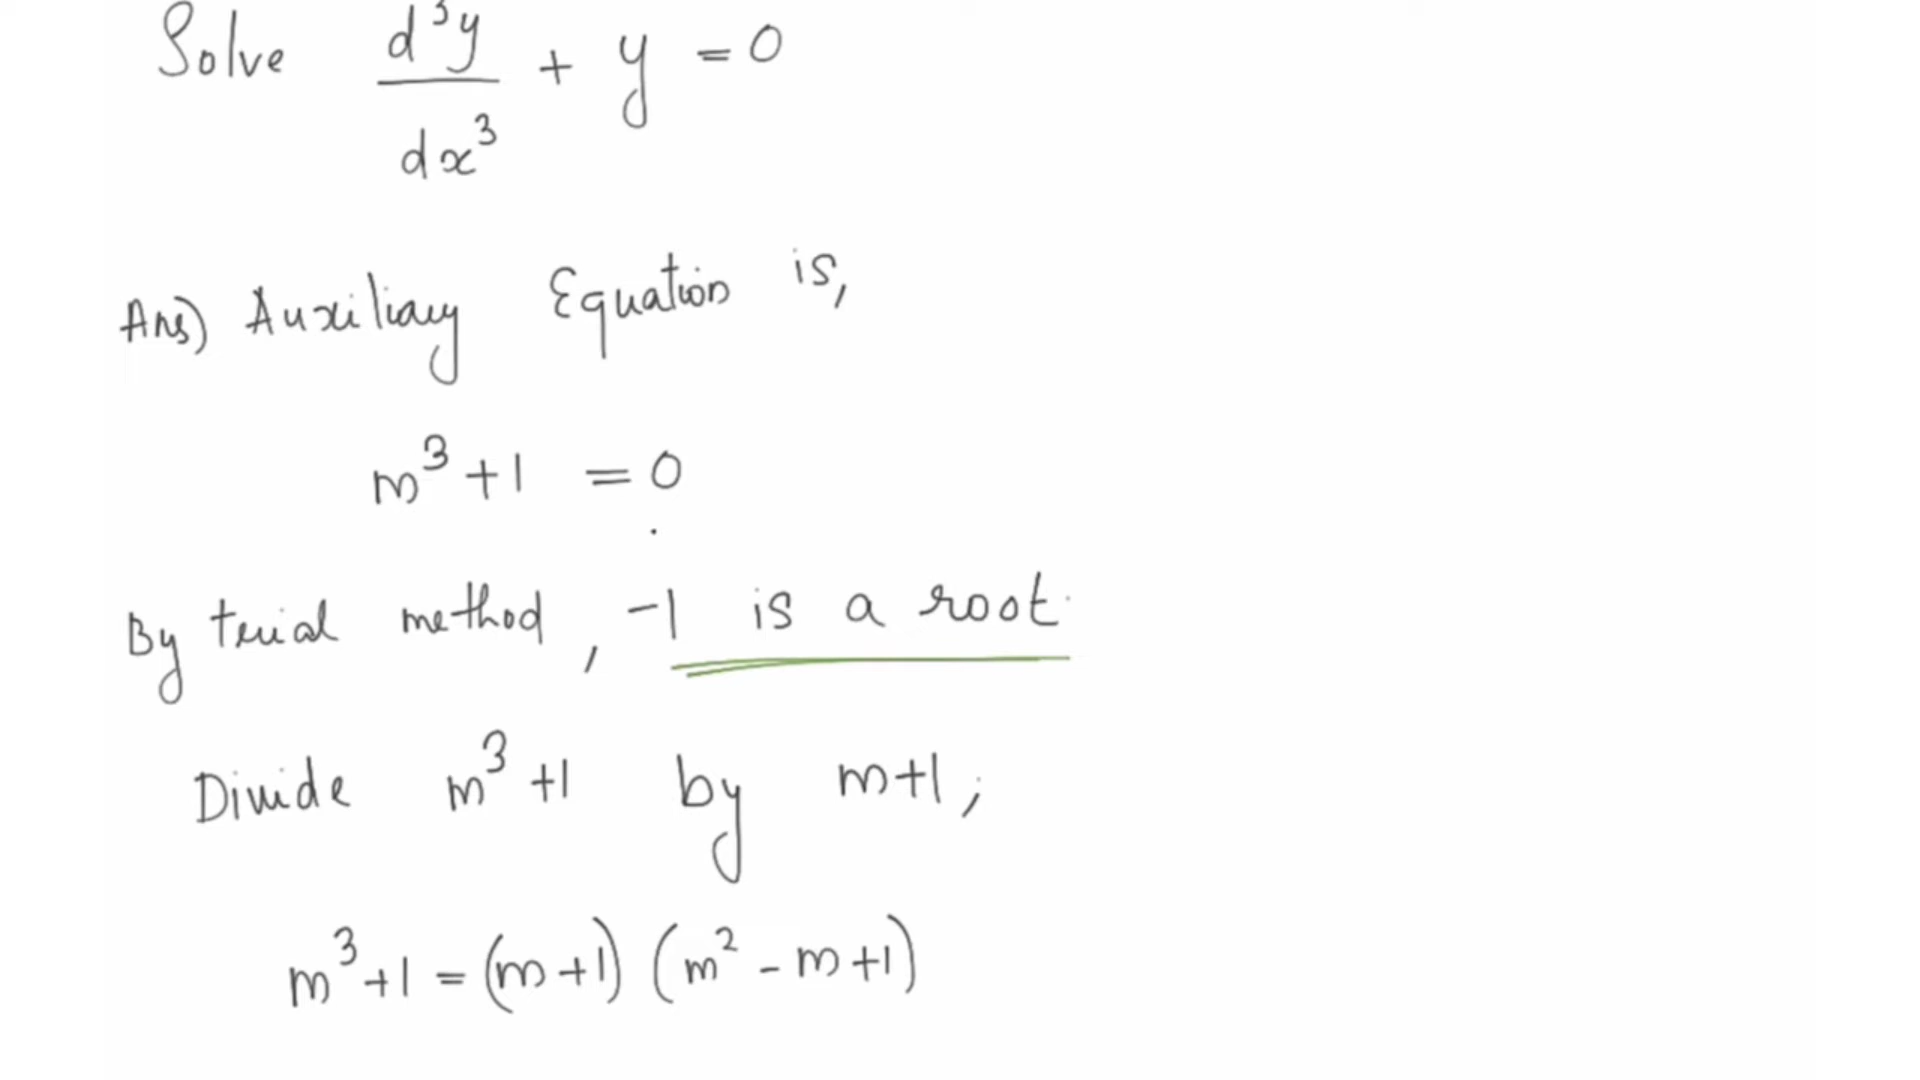 Solve d³y/dx³ + y = 0
Ans) Auxiliary Equation is,
m³ + 1 = 0
By trial method, -1 is a root.
Divide m³ + 1 by m+1;
m³ + 1 = (m+1) (m² - m + 1)